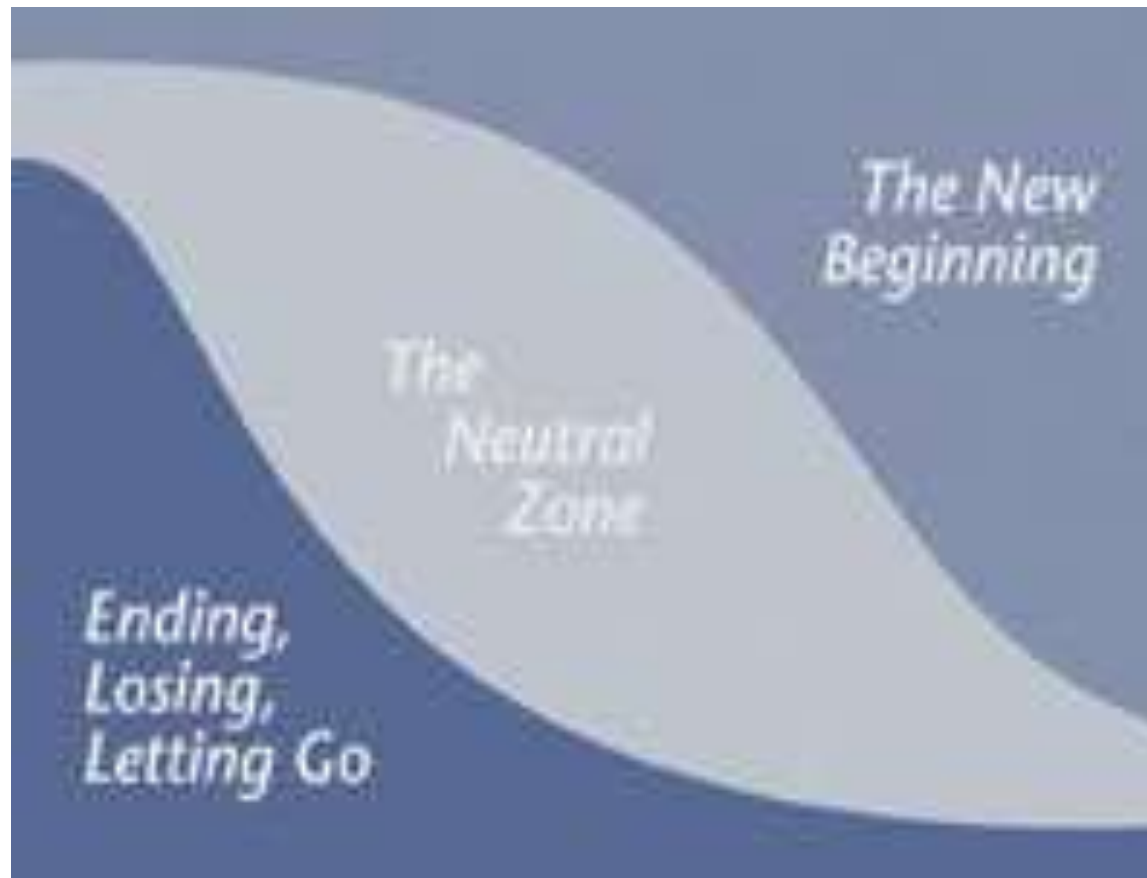 The New
Beginning
The
Neutral
Zone
Ending,
Losing,
Letting Go